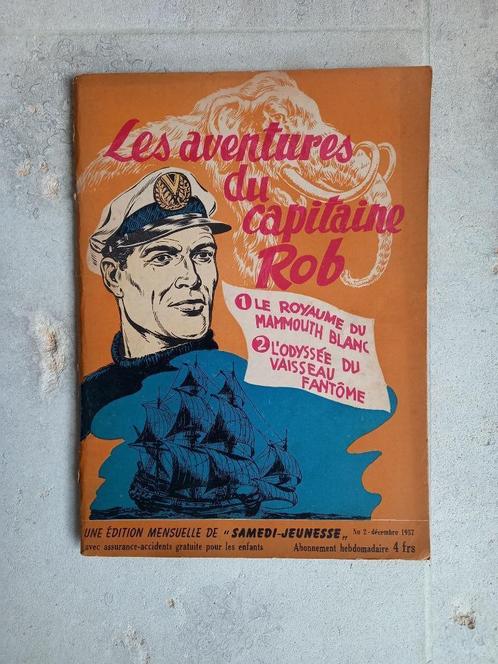 Les aventures
du
capitaine
Rob
1 LE ROYAUME DU
MAMMOUTH BLANC
2 L'ODYSSÉE DU
VAISSEAU
FANTÔME
UNE ÉDITION MENSUELLE DE "SAMEDI-JEUNESSE" No 2 - décembre 1957
avec assurance-accidents gratuite pour les enfants Abonnement hebdomadaire 4 frs